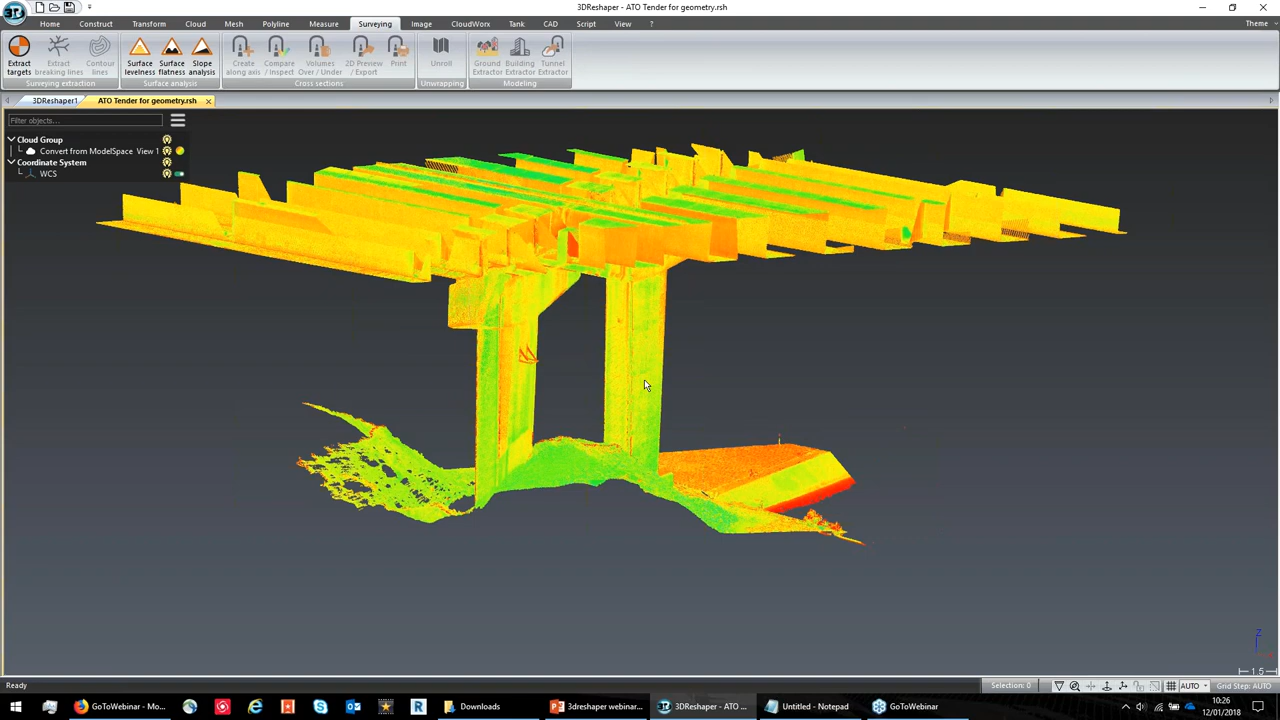 3DReshaper - ATO Tender for geometry.rsh
Home Construct Transform Cloud Mesh Polyline Measure Surveying Image CloudWorx Tank CAD Script View ? Theme
Extract targets
Extract breaking lines
Contour lines
Surface levelness
Surface flatness
Slope analysis
Create along axis
Compare / Inspect
Volumes Over / Under
2D Preview / Export
Print
Unroll
Ground Extractor
Building Extractor
Tunnel Extractor
Surveying extraction Surface analysis Cross sections Unwrapping Modeling
3DReshaper1 ATO Tender for geometry.rsh
Filter objects...
Cloud Group
Convert from ModelSpace View 1
Coordinate System
WCS
Z
1.5
Ready Selection: 0 AUTO Grid Step: AUTO
GoToWebinar - Mo... Downloads 3dreshaper webinar... 3DReshaper - ATO ... Untitled - Notepad GoToWebinar
10:26
12/01/2018